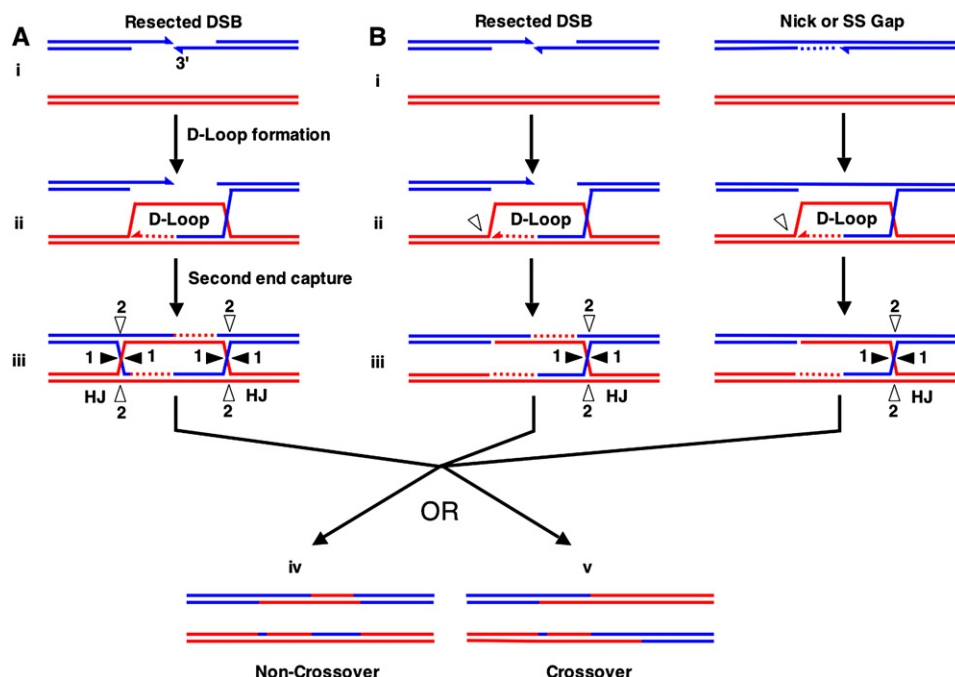 A
Resected DSB
i
3'
D-Loop formation
ii
D-Loop
Second end capture
iii
2 2
1 1 1 1
HJ HJ
2 2
B
Resected DSB Nick or SS Gap
i
ii
D-Loop D-Loop
iii
2 2
1 1 1 1
HJ HJ
2 2
OR
iv v
Non-Crossover Crossover